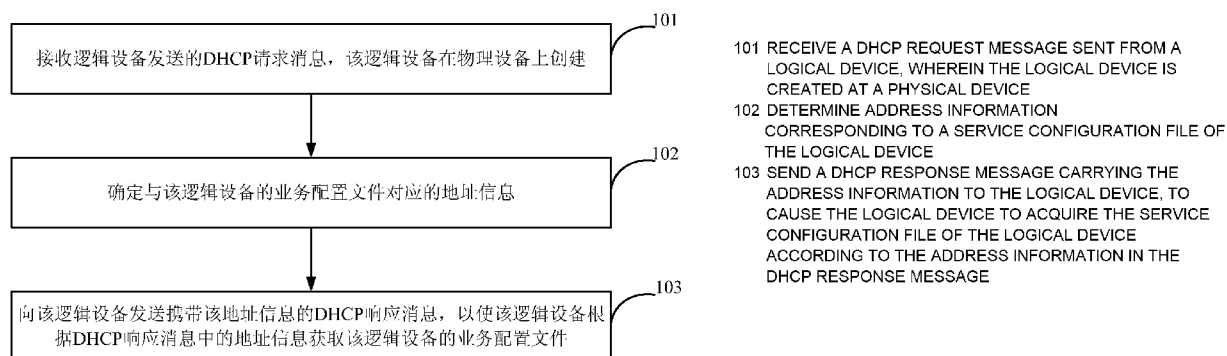 101
接收逻辑设备发送的DHCP请求消息，该逻辑设备在物理设备上创建
102
确定与该逻辑设备的业务配置文件对应的地址信息
103
向该逻辑设备发送携带该地址信息的DHCP响应消息，以使该逻辑设备根
据DHCP响应消息中的地址信息获取该逻辑设备的业务配置文件
101 RECEIVE A DHCP REQUEST MESSAGE SENT FROM A
LOGICAL DEVICE, WHEREIN THE LOGICAL DEVICE IS
CREATED AT A PHYSICAL DEVICE
102 DETERMINE ADDRESS INFORMATION
CORRESPONDING TO A SERVICE CONFIGURATION FILE OF
THE LOGICAL DEVICE
103 SEND A DHCP RESPONSE MESSAGE CARRYING THE
ADDRESS INFORMATION TO THE LOGICAL DEVICE, TO
CAUSE THE LOGICAL DEVICE TO ACQUIRE THE SERVICE
CONFIGURATION FILE OF THE LOGICAL DEVICE
ACCORDING TO THE ADDRESS INFORMATION IN THE
DHCP RESPONSE MESSAGE